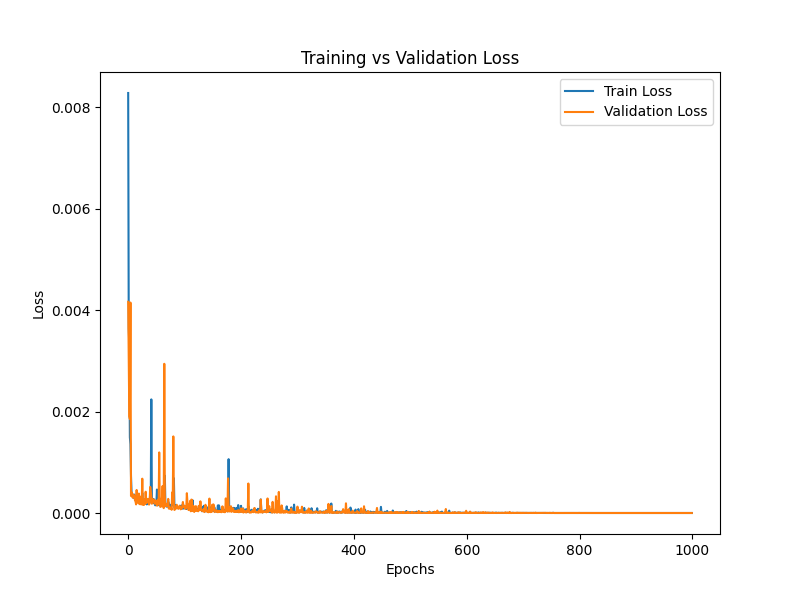 Training vs Validation Loss
Train Loss
Validation Loss
Loss
0.008
0.006
0.004
0.002
0.000
0
200
400
600
800
1000
Epochs